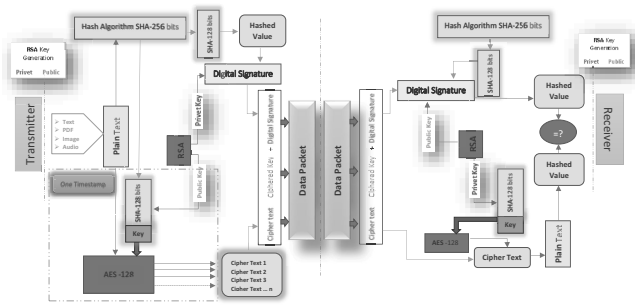 Hash Algorithm SHA-256 bits
SHA-128 bits
Hashed
Value
RSA Key
Generation
Privet Public
Digital Signature
Transmitter
Text
PDF
Image
Audio
Plain Text
Privet Key
RSA
Public Key
One Timestamp
SHA-128 bits
Key
AES -128
Cipher Text 1
Cipher Text 2
Cipher Text 3
Cipher Text ... n
Cipher text Ciphered Key + Digital Signature
Data Packet
Data Packet
Cipher text Ciphered Key + Digital Signature
Hash Algorithm SHA-256 bits
SHA-128 bits
Digital Signature
RSA Key
Generation
Privet Public
Hashed
Value
=?
Hashed
Value
Receiver
Public Key
RSA
Privet Key
SHA-128 bits
Key
AES -128
Cipher Text
Plain Text